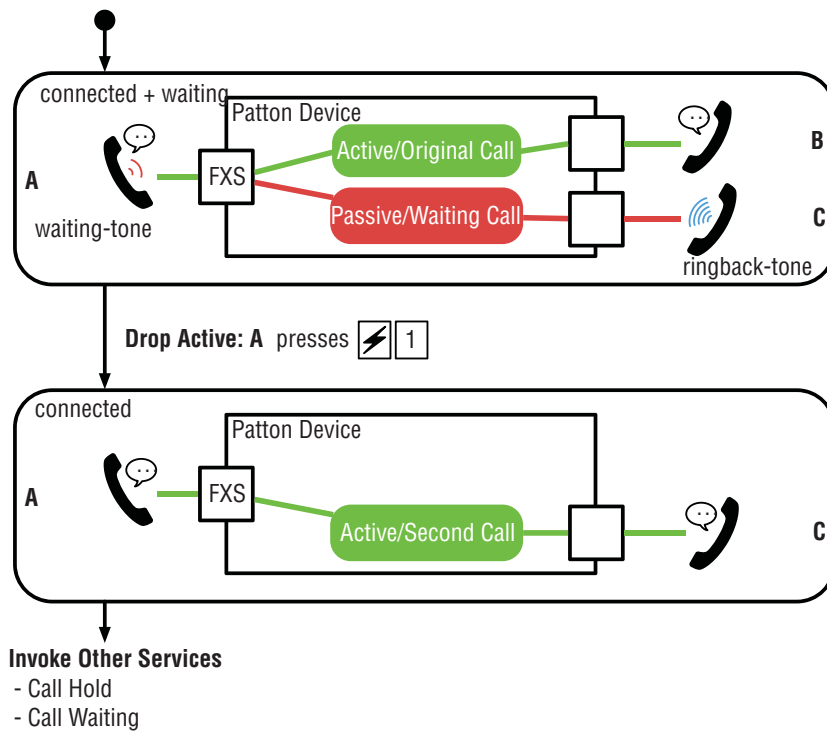 connected + waiting
Patton Device
Active/Original Call
B
A
FXS
Passive/Waiting Call
C
waiting-tone
ringback-tone
Drop Active: A presses 1
connected
Patton Device
A
FXS
Active/Second Call
C
Invoke Other Services
- Call Hold
- Call Waiting